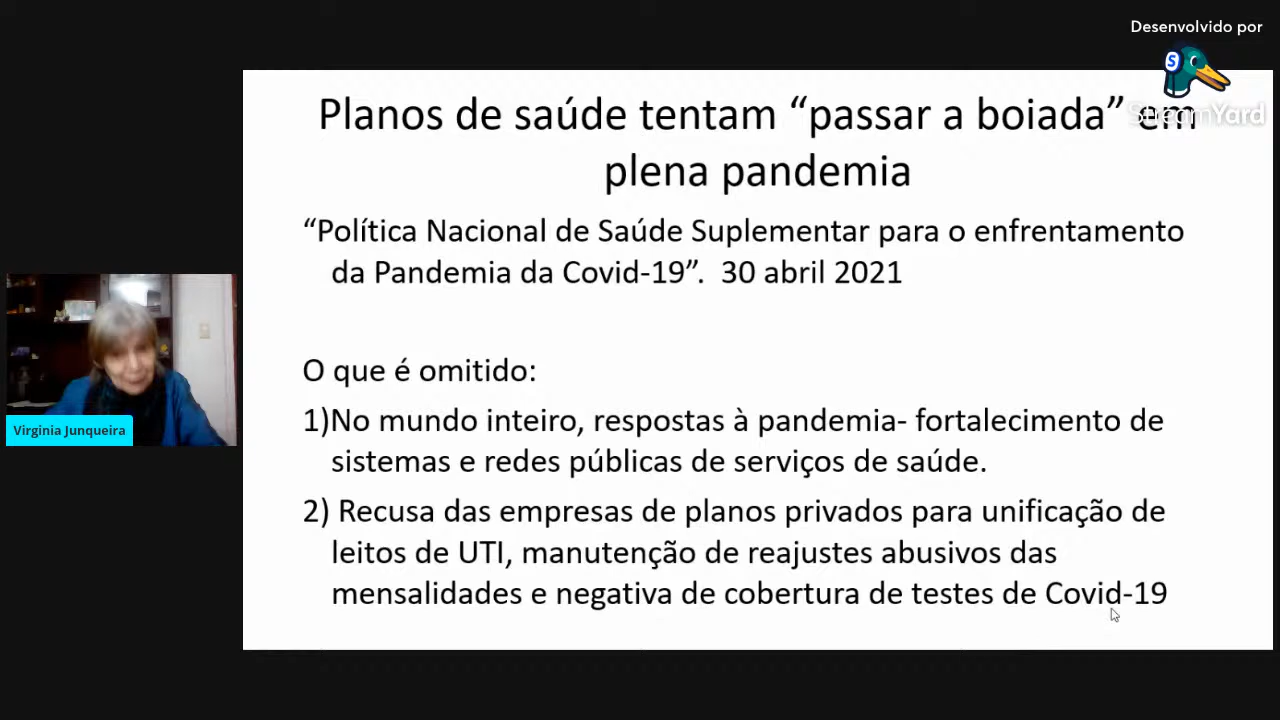 Desenvolvido por
StreamYard
Planos de saúde tentam “passar a boiada” em
plena pandemia
“Política Nacional de Saúde Suplementar para o enfrentamento
da Pandemia da Covid-19”.  30 abril 2021
O que é omitido:
1)No mundo inteiro, respostas à pandemia- fortalecimento de
sistemas e redes públicas de serviços de saúde.
2) Recusa das empresas de planos privados para unificação de
leitos de UTI, manutenção de reajustes abusivos das
mensalidades e negativa de cobertura de testes de Covid-19
Virginia Junqueira